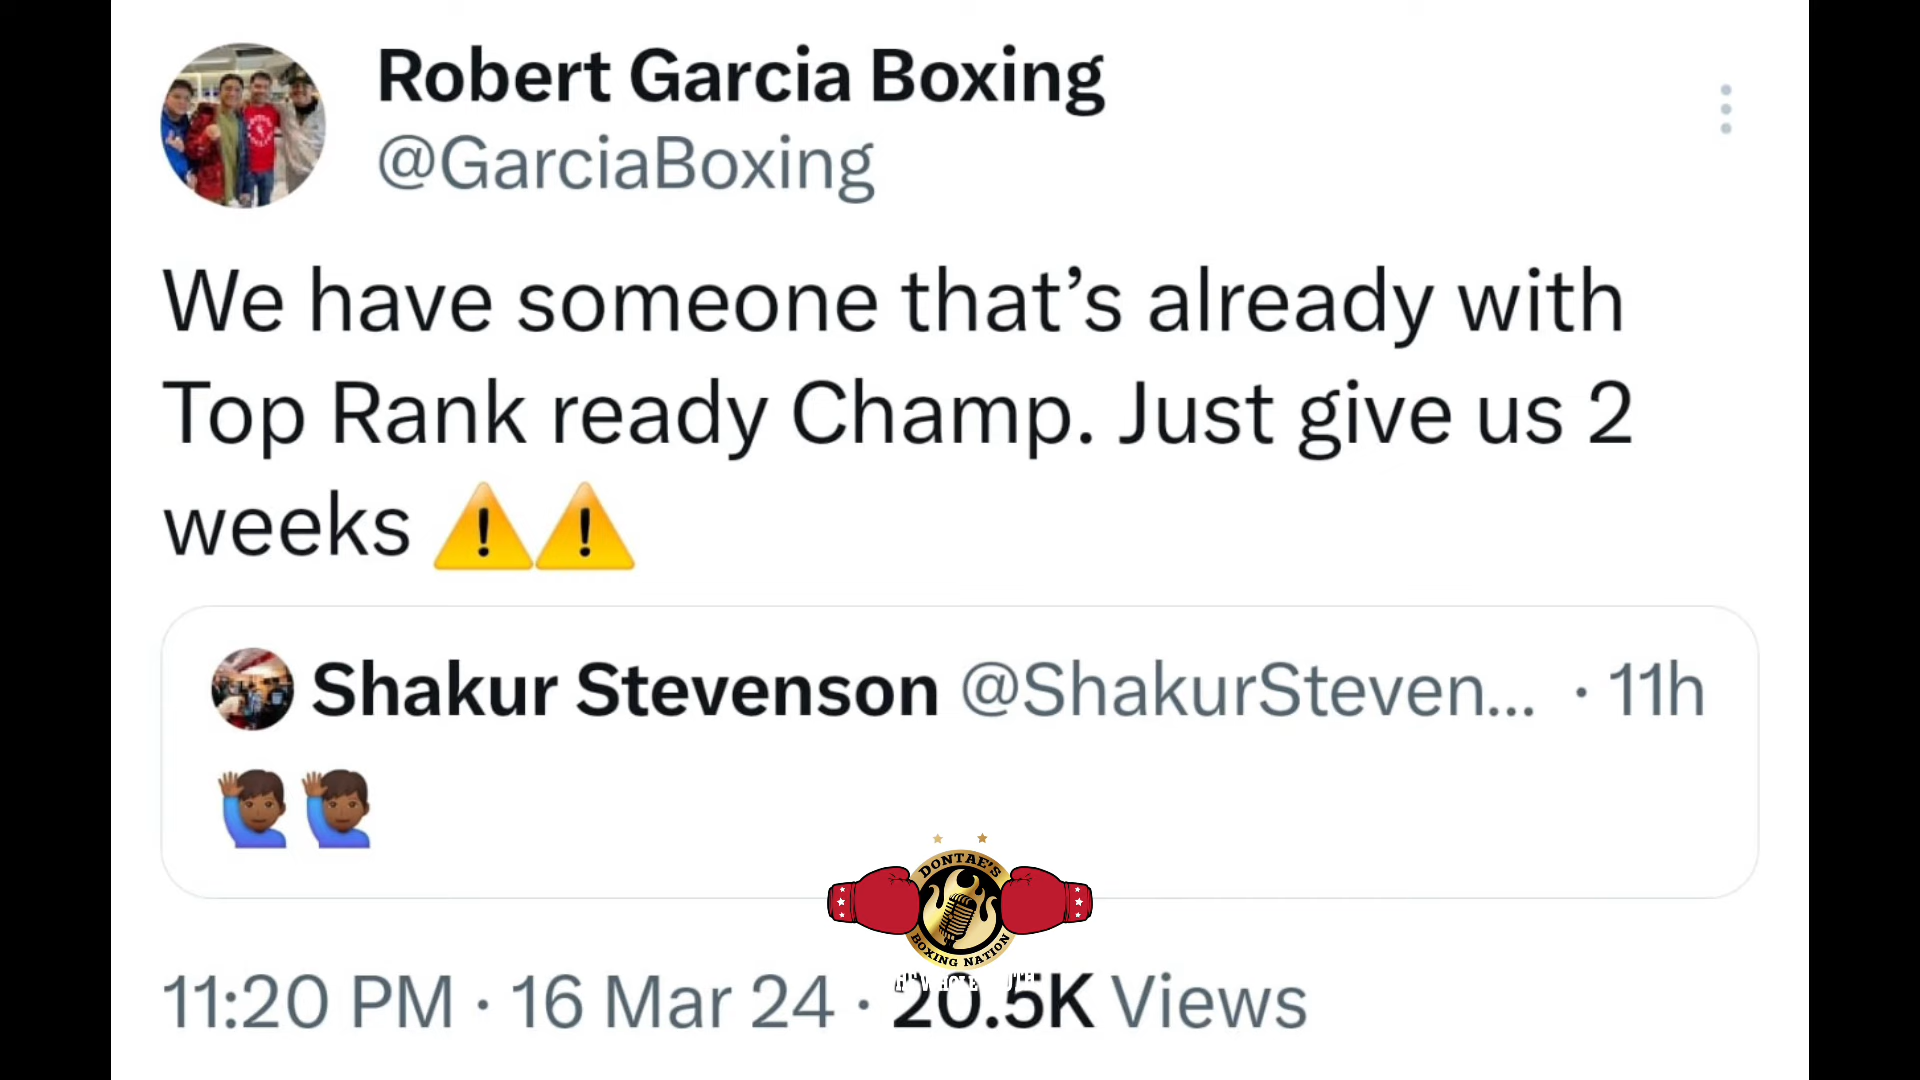 Robert Garcia Boxing
@GarciaBoxing
We have someone that’s already with
Top Rank ready Champ. Just give us 2
weeks ⚠️⚠️
Shakur Stevenson @ShakurSteven... · 11h
🙋🏾‍♂️🙋🏾‍♂️
DONTAE'S
BOXING NATION
11:20 PM · 16 Mar 24 · 20.5K Views